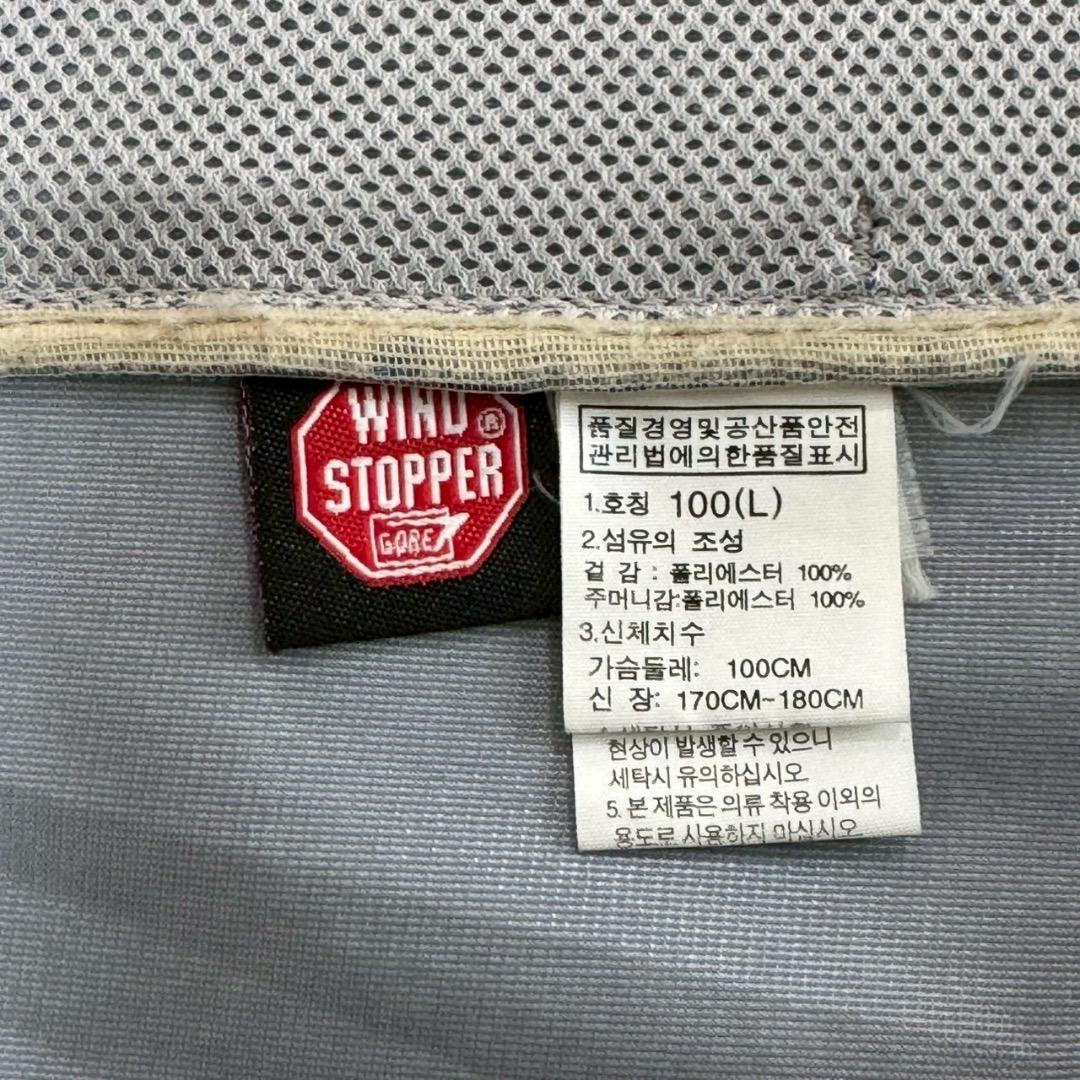 WIND ®
STOPPER
GORE
품질경영및공산품안전
관리법에의한품질표시
1.호칭 100(L)
2.섬유의 조성
겉 감 : 폴리에스터 100%
주머니감:폴리에스터 100%
3.신체치수
가슴둘레: 100CM
신 장: 170CM~180CM
현상이 발생할 수 있으니
세탁시 유의하십시오
5. 본 제품은 의류 착용 이외의
용도로 사용하지 마십시오